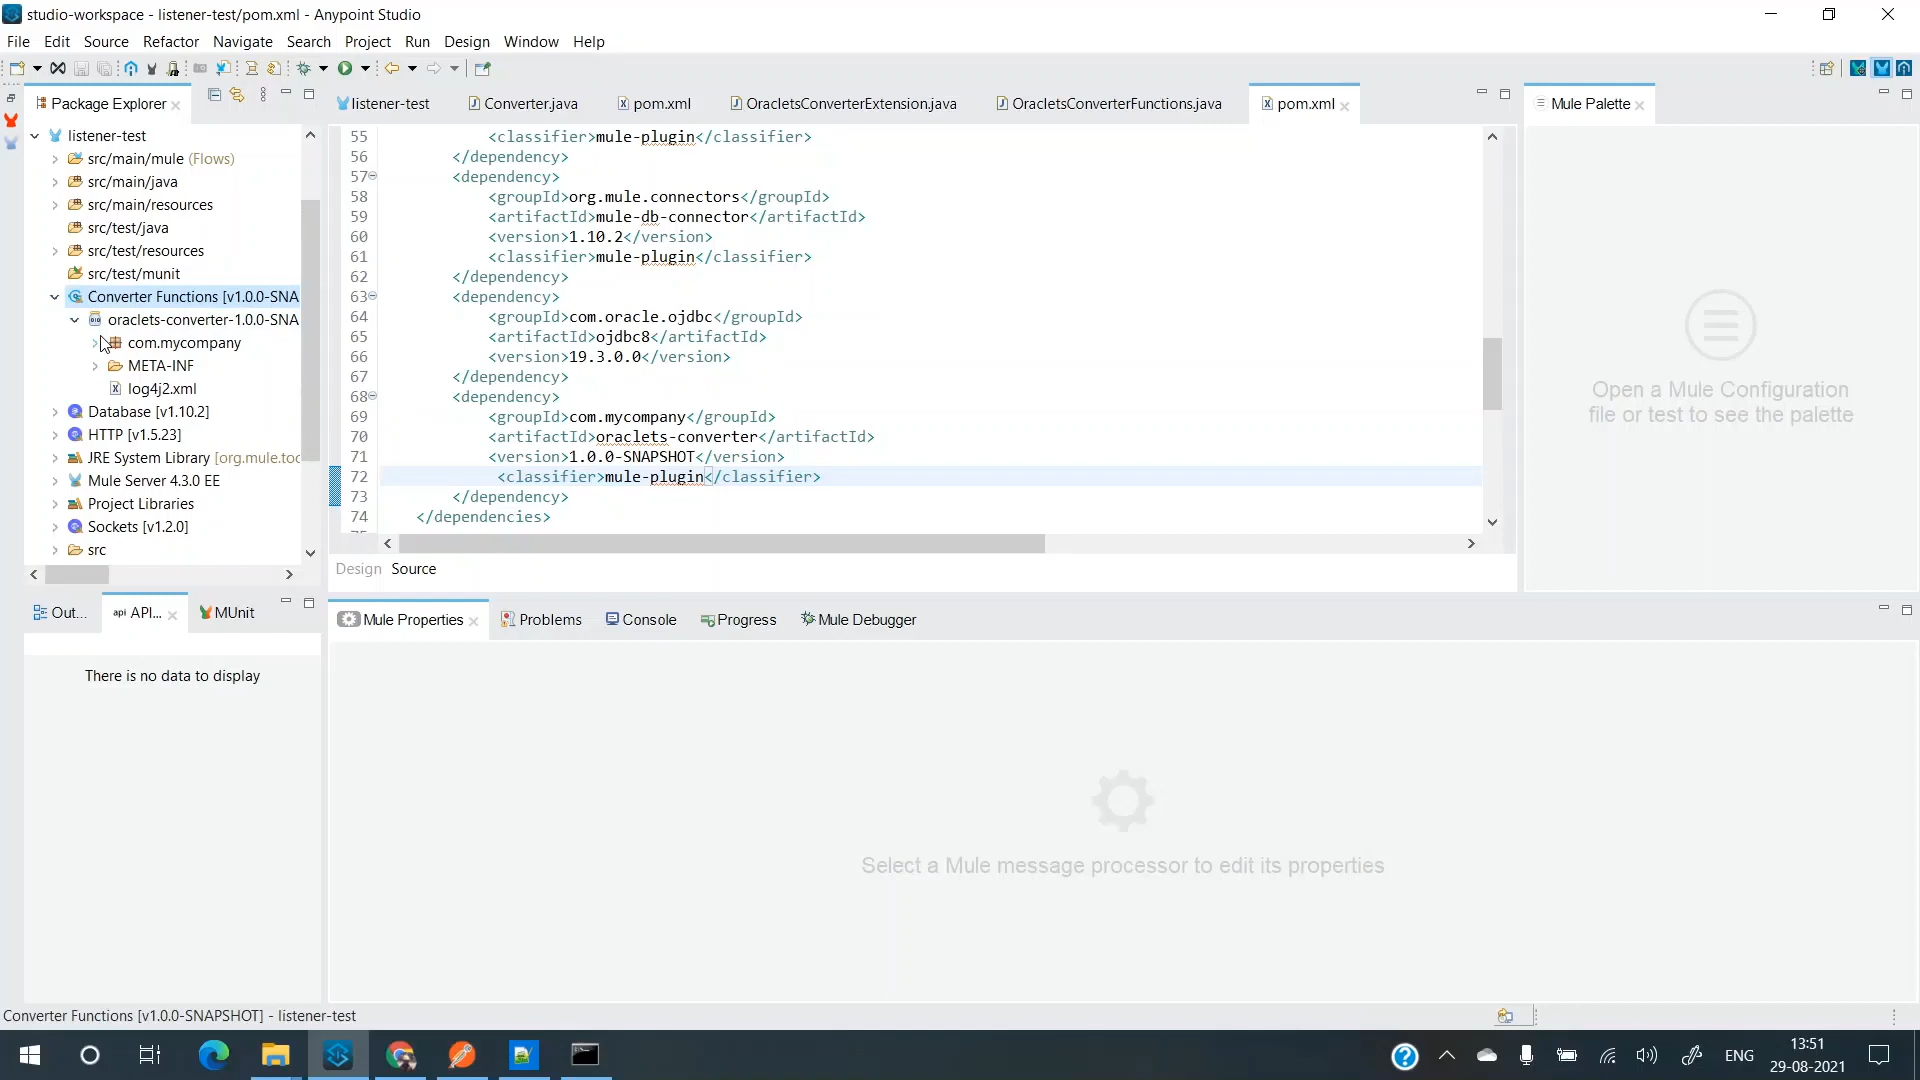 studio-workspace - listener-test/pom.xml - Anypoint Studio
File Edit Source Refactor Navigate Search Project Run Design Window Help
Package Explorer
listener-test Converter.java pom.xml OracletsConverterExtension.java OracletsConverterFunctions.java pom.xml
Mule Palette
listener-test
src/main/mule (Flows)
src/main/java
src/main/resources
src/test/java
src/test/resources
src/test/munit
Converter Functions [v1.0.0-SNA
oraclets-converter-1.0.0-SNA
com.mycompany
META-INF
log4j2.xml
Database [v1.10.2]
HTTP [v1.5.23]
JRE System Library [org.mule.toc
Mule Server 4.3.0 EE
Project Libraries
Sockets [v1.2.0]
src
55 <classifier>mule-plugin</classifier>
56 </dependency>
57 <dependency>
58 <groupId>org.mule.connectors</groupId>
59 <artifactId>mule-db-connector</artifactId>
60 <version>1.10.2</version>
61 <classifier>mule-plugin</classifier>
62 </dependency>
63 <dependency>
64 <groupId>com.oracle.ojdbc</groupId>
65 <artifactId>ojdbc8</artifactId>
66 <version>19.3.0.0</version>
67 </dependency>
68 <dependency>
69 <groupId>com.mycompany</groupId>
70 <artifactId>oraclets-converter</artifactId>
71 <version>1.0.0-SNAPSHOT</version>
72 <classifier>mule-plugin</classifier>
73 </dependency>
74 </dependencies>
Design Source
Open a Mule Configuration
file or test to see the palette
Out... api API... MUnit
There is no data to display
Mule Properties Problems Console Progress Mule Debugger
Select a Mule message processor to edit its properties
Converter Functions [v1.0.0-SNAPSHOT] - listener-test
ENG
13:51
29-08-2021